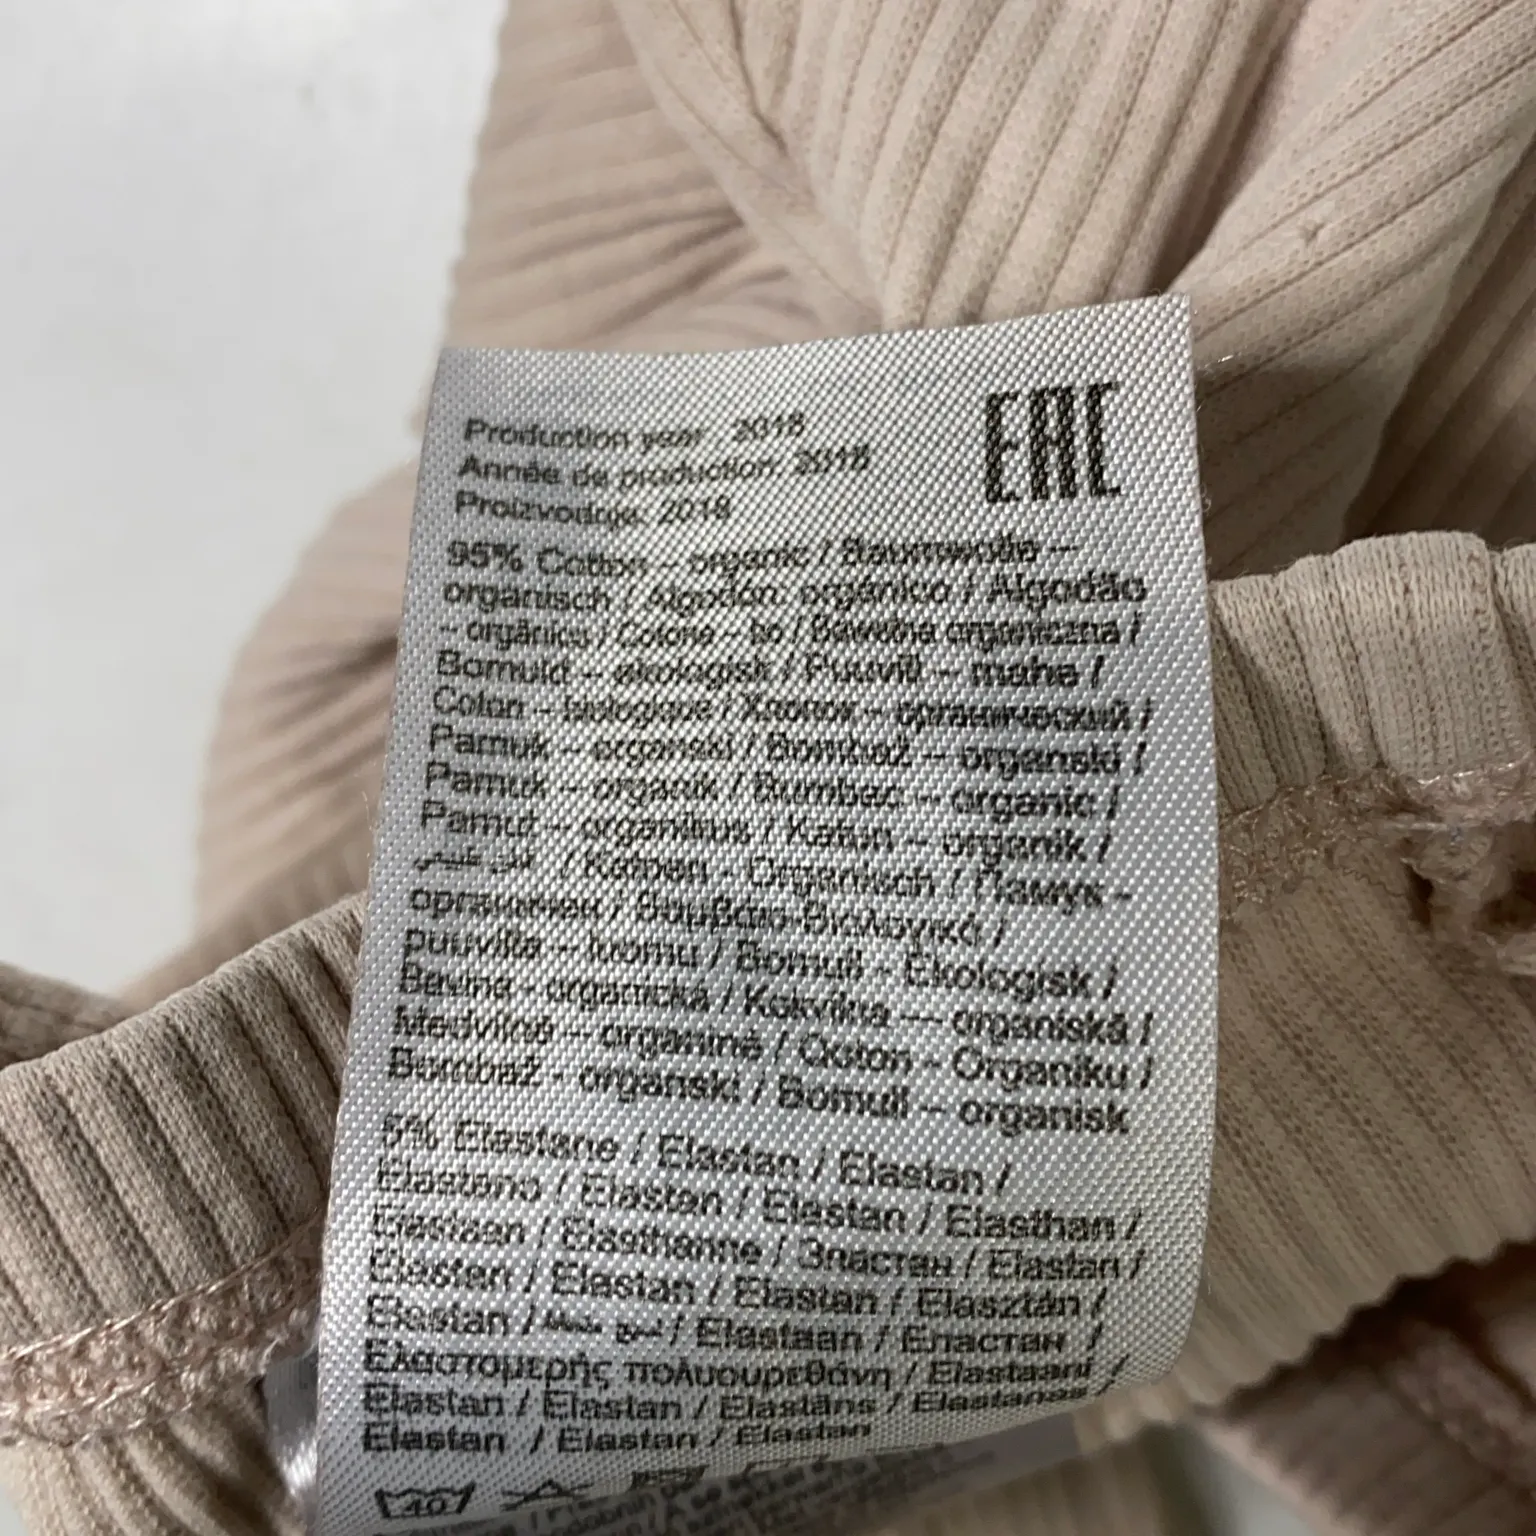 Production year: 2018
Année de production: 2018
Proizvodnja: 2018
EAC
95% Cotton – organic / Baumwolle –
organisch / Algodón orgánico / Algodão
- orgânico / Cotone – bio / Bawełna organiczna /
Bomuld – økologisk / Puuvill – mahe /
Coton – biologique / Хлопок - органический /
Pamuk – organski / Bombaž – organski /
Pamuk – organik / Bumbac – organic /
Pamut – organikus / Katun – organik /
/ Katoen - Organisch / Памук -
органичен / Βαμβάκι-Βιολογικό /
Puuvilla – luomu / Bomull - Ekologisk /
Bavlna - organická / Kokvilna – organiskā /
Medvilnė – organinė / Qoton - Organiku /
Bombaž - organski / Bomull – organisk
5% Elastane / Elastan / Elastan /
Elastano / Elastan / Elastan / Elasthan /
Elastaan / Elasthanne / Эластан / Elastan /
Elastan / Elastan / Elastan / Elasztán /
Elastan / / Elastaan / Еластан /
Ελαστομερής πολυουρεθάνη / Elastaani /
Elastan / Elastan / Elastāns / Elastanas /
Elastan / Elastan / Elastan
40